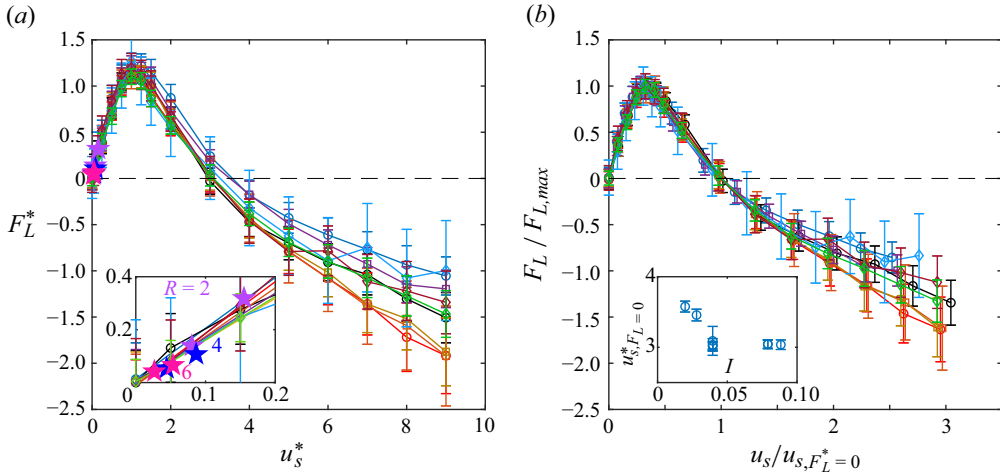 (a)
1.5
1.0
0.5
0
−0.5
−1.0
−1.5
−2.0
−2.5
F*L
0 2 4 6 8 10
u*s
0.4
0.2
0
0.1 0.2
R = 2
4
6
(b)
1.5
1.0
0.5
0
−0.5
−1.0
−1.5
−2.0
−2.5
FL / FL,max
0 1 2 3
us/us,F*L = 0
4
3
u*s,FL = 0
I
0 0.05 0.10